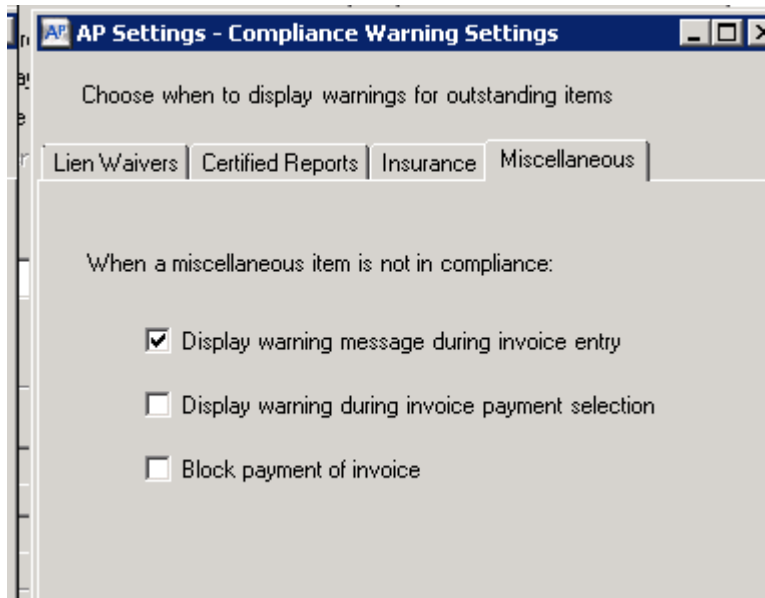 AP AP Settings - Compliance Warning Settings
Choose when to display warnings for outstanding items
Lien Waivers Certified Reports Insurance Miscellaneous
When a miscellaneous item is not in compliance:
Display warning message during invoice entry
Display warning during invoice payment selection
Block payment of invoice